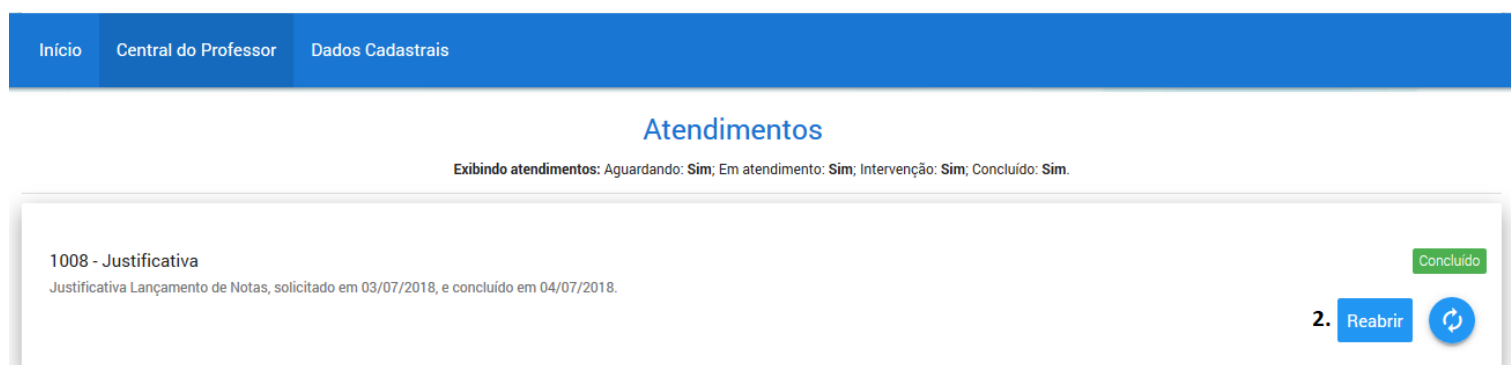 Início Central do Professor Dados Cadastrais
Atendimentos
Exibindo atendimentos: Aguardando: Sim; Em atendimento: Sim; Intervenção: Sim; Concluído: Sim.
1008 - Justificativa
Concluído
Justificativa Lançamento de Notas, solicitado em 03/07/2018, e concluído em 04/07/2018.
2. Reabrir